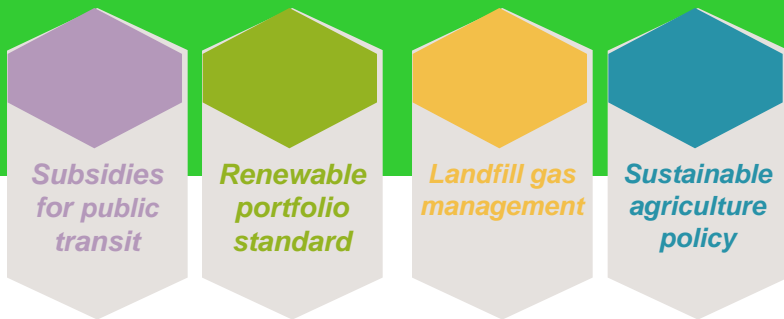 Subsidies
for public
transit
Renewable
portfolio
standard
Landfill gas
management
Sustainable
agriculture
policy